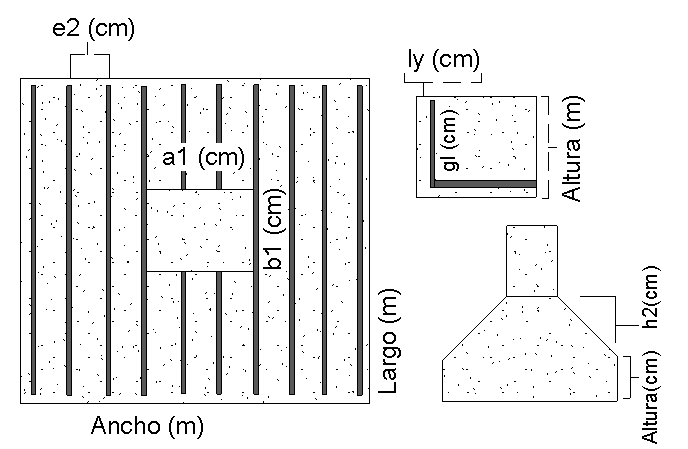 e2 (cm)
ly (cm)
a1 (cm)
gl (cm)
Altura (m)
b1 (cm)
h2(cm)
Largo (m)
Altura(cm)
Ancho (m)